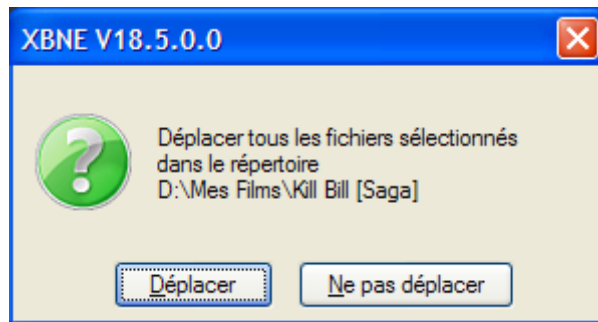 XBNE V18.5.0.0
Déplacer tous les fichiers sélectionnés
dans le répertoire
D:\Mes Films\Kill Bill [Saga]
Déplacer
Ne pas déplacer